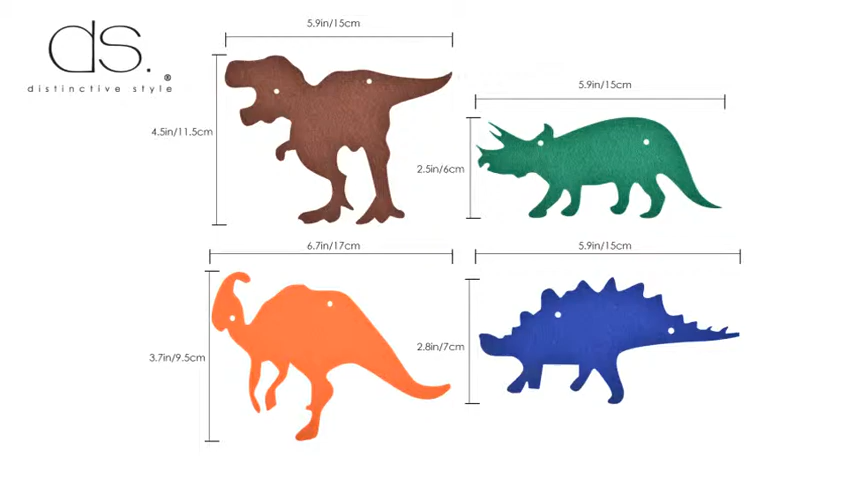 ds.®
distinctive style
5.9in/15cm
4.5in/11.5cm
5.9in/15cm
2.5in/6cm
6.7in/17cm
3.7in/9.5cm
5.9in/15cm
2.8in/7cm